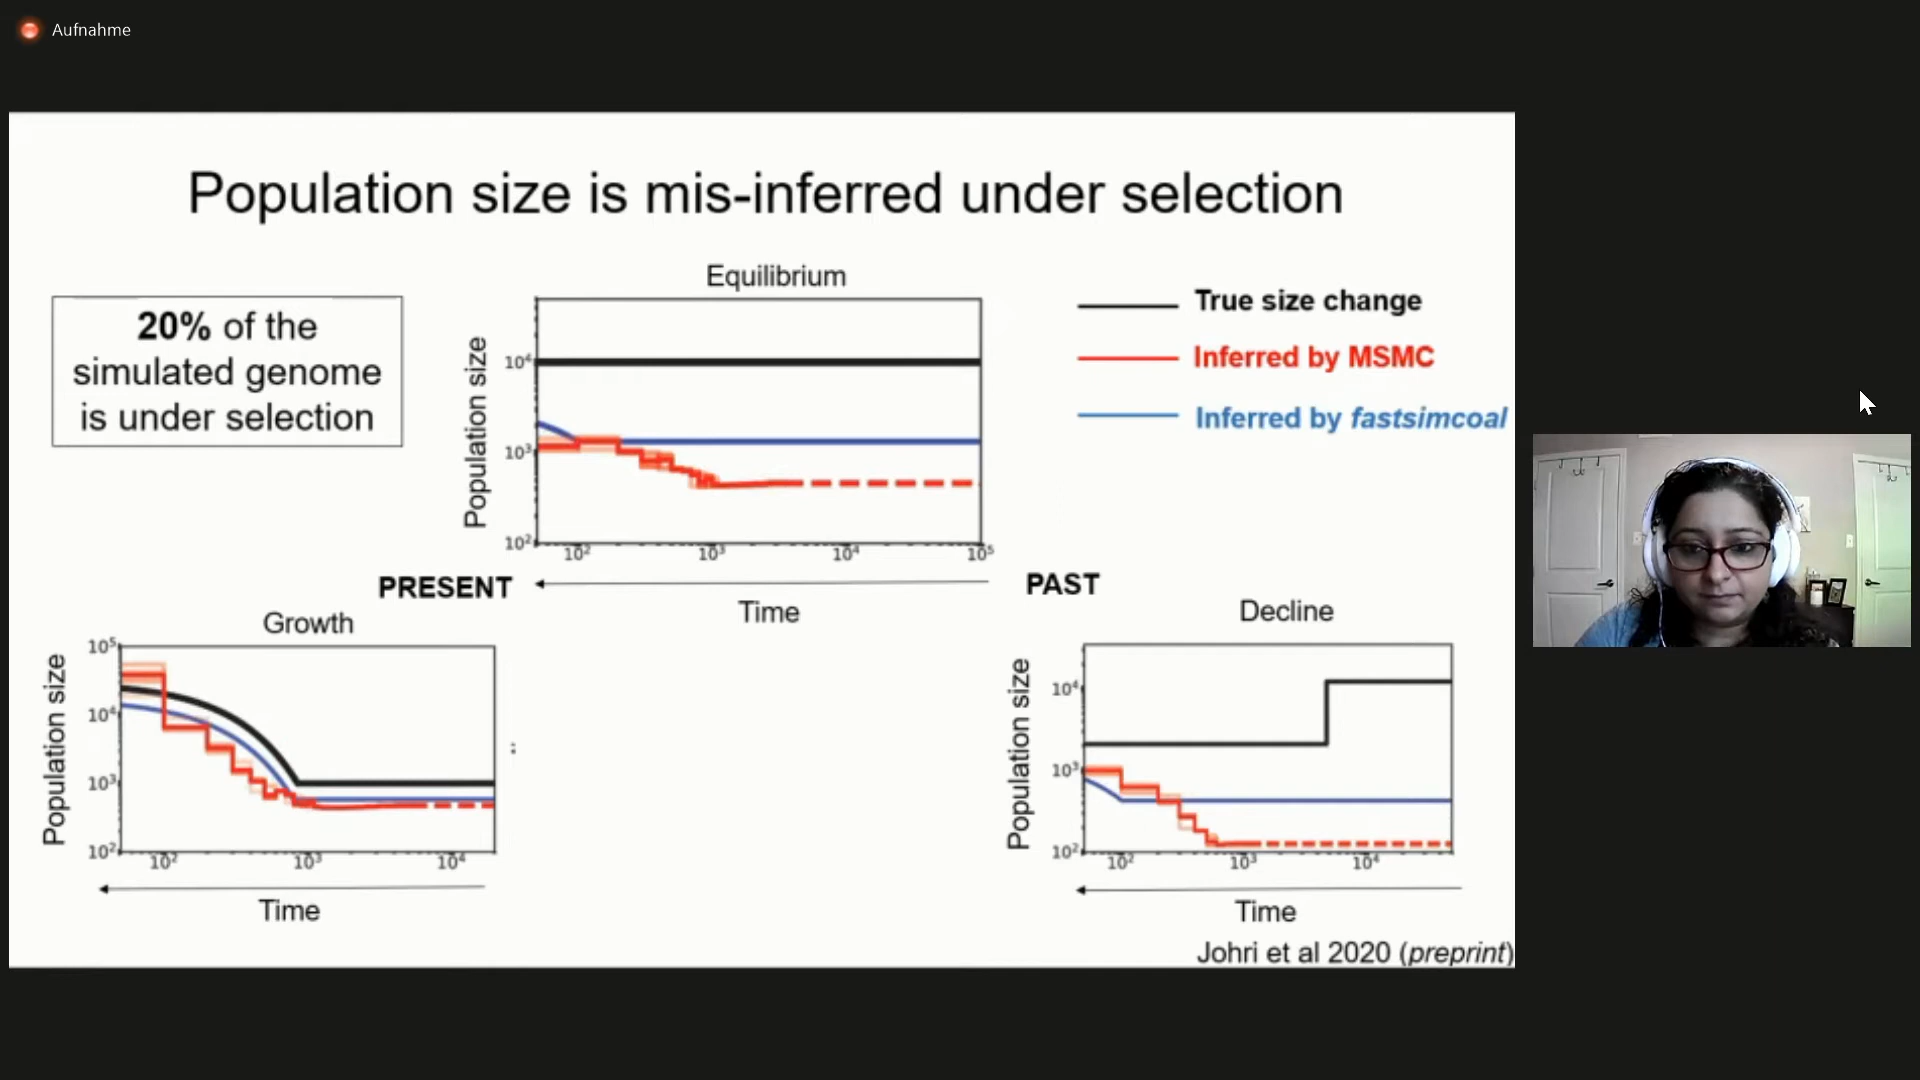 Aufnahme
Population size is mis-inferred under selection
20% of the
simulated genome
is under selection
Equilibrium
Population size
10⁴
10³
10²
10² 10³ 10⁴ 10⁵
PRESENT
PAST
Time
True size change
Inferred by MSMC
Inferred by fastsimcoal
Growth
Population size
10⁵
10⁴
10³
10²
10² 10³ 10⁴
Time
:
Decline
Population size
10⁴
10³
10²
10² 10³ 10⁴
Time
Johri et al 2020 (preprint)